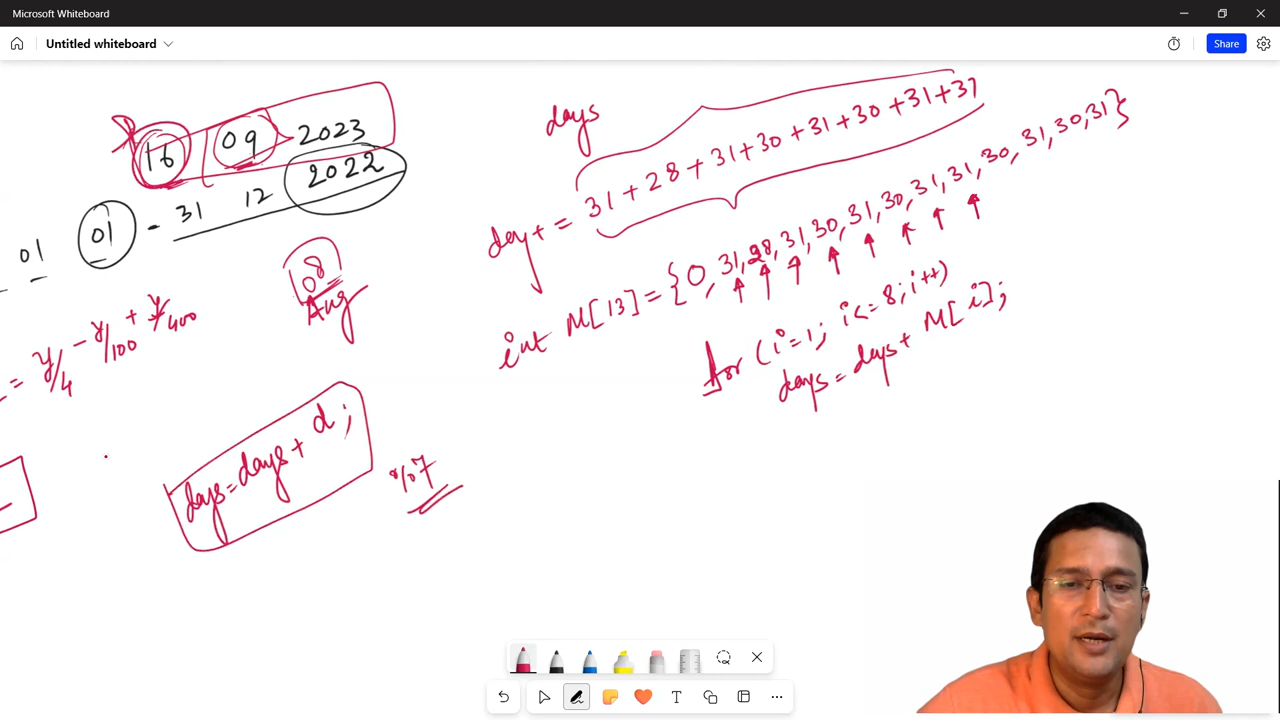 Microsoft Whiteboard
Untitled whiteboard
Share
16 09 2023
01 01 - 31 12 2022
08
Aug
= y/4 - y/100 + y/400
days = days + d;
%7
days
day+ = 31 + 28 + 31 + 30 + 31 + 30 + 31 + 31
int M[13] = {0, 31, 28, 31, 30, 31, 30, 31, 31, 30, 31, 30, 31}
for (i=1; i<=8; i++)
days = days + M[i];